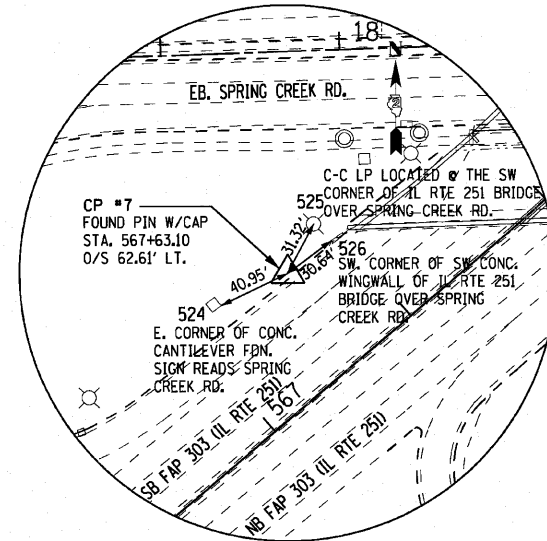 18
N
EB. SPRING CREEK RD.
C-C LP LOCATED @ THE SW
CORNER OF IL RTE 251 BRIDGE
OVER SPRING CREEK RD.
CP #7
FOUND PIN W/CAP
STA. 567+63.10
O/S 62.61' LT.
525
31.32'
30.64'
40.95'
526
SW. CORNER OF SW CONC.
WINGWALL OF IL RTE 251
BRIDGE OVER SPRING
CREEK RD.
524
E. CORNER OF CONC.
CANTILEVER FDN.
SIGN READS SPRING
CREEK RD.
567
SB FAP 303 (IL RTE 251)
NB FAP 303 (IL RTE 251)